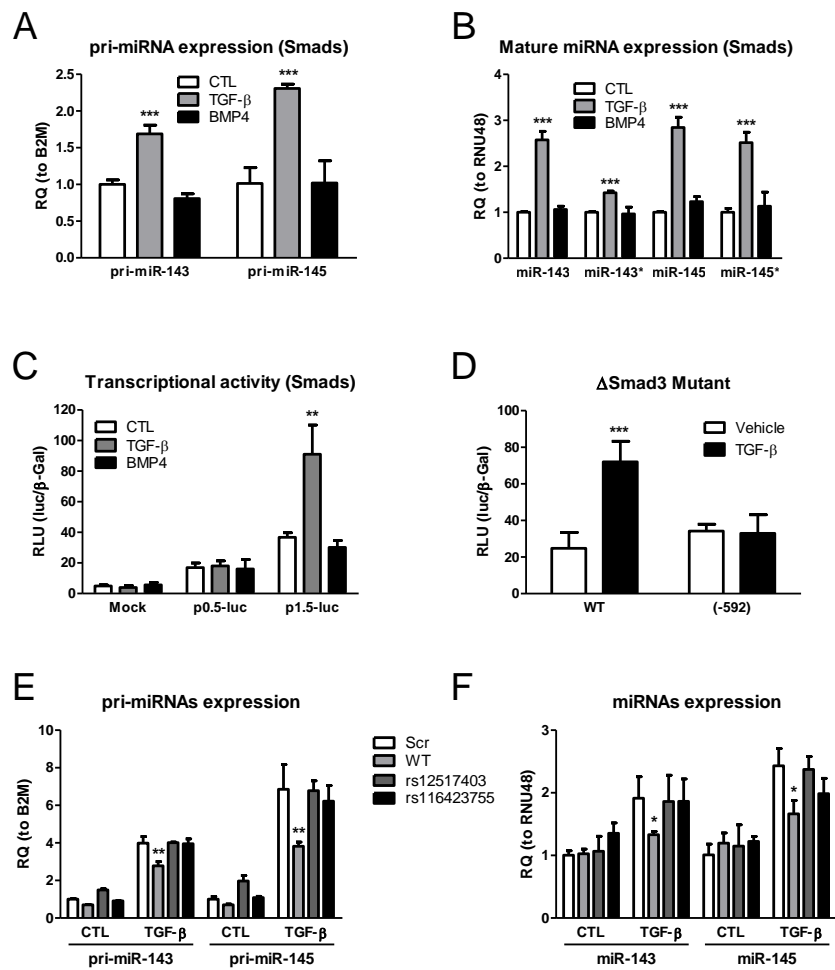 A
pri-miRNA expression (Smads)
CTL
TGF-β
BMP4
RQ (to B2M)
2.5
2.0
1.5
1.0
0.5
0.0
***
***
pri-miR-143
pri-miR-145
B
Mature miRNA expression (Smads)
CTL
TGF-β
BMP4
RQ (to RNU48)
4
3
2
1
0
***
***
***
***
miR-143
miR-143*
miR-145
miR-145*
C
Transcriptional activity (Smads)
CTL
TGF-β
BMP4
RLU (luc/β-Gal)
120
100
80
60
40
20
0
**
Mock
p0.5-luc
p1.5-luc
D
ΔSmad3 Mutant
Vehicle
TGF-β
RLU (luc/β-Gal)
80
60
40
20
0
***
WT
(-592)
E
pri-miRNAs expression
RQ (to B2M)
10
8
6
4
2
0
**
**
CTL
TGF-β
CTL
TGF-β
pri-miR-143
pri-miR-145
Scr
WT
rs12517403
rs116423755
F
miRNAs expression
RQ (to RNU48)
3
2
1
0
*
*
CTL
TGF-β
CTL
TGF-β
miR-143
miR-145